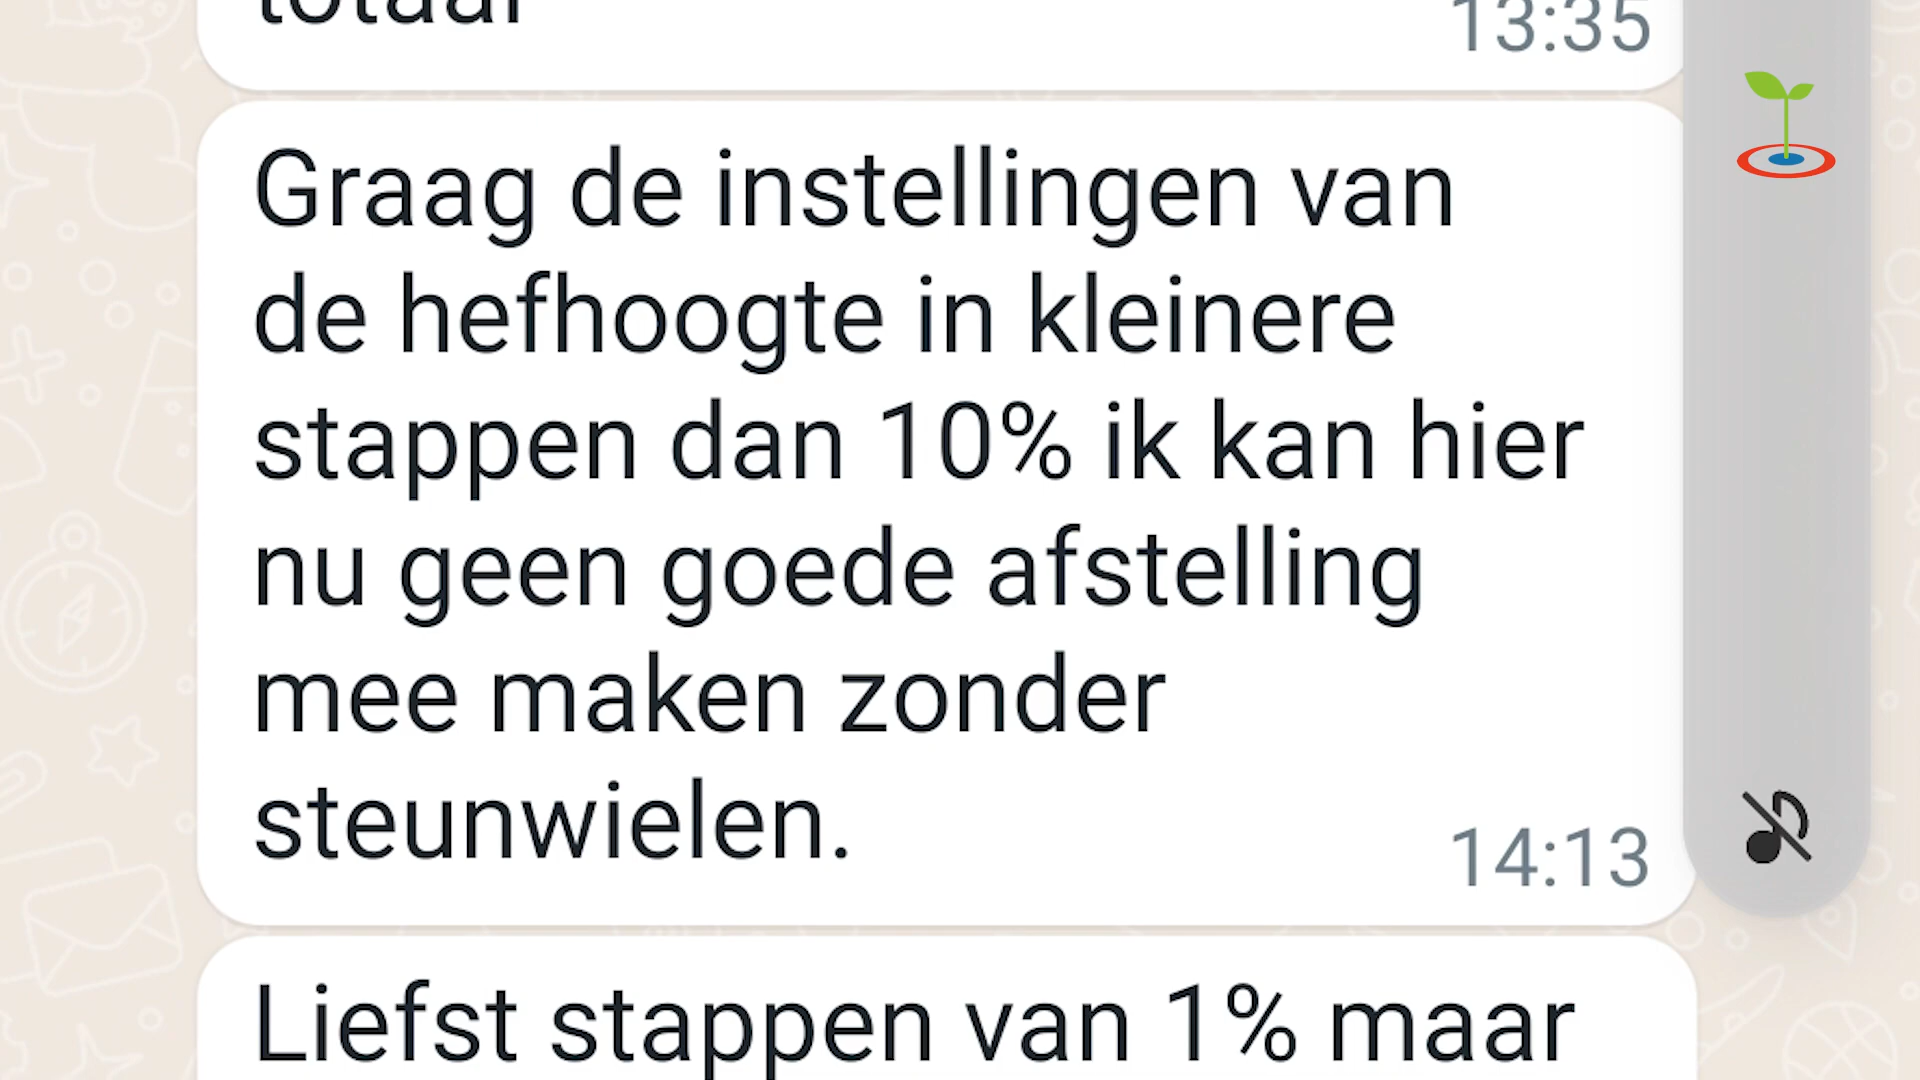 totaal
13:35
Graag de instellingen van
de hefhoogte in kleinere
stappen dan 10% ik kan hier
nu geen goede afstelling
mee maken zonder
steunwielen.
14:13
Liefst stappen van 1% maar